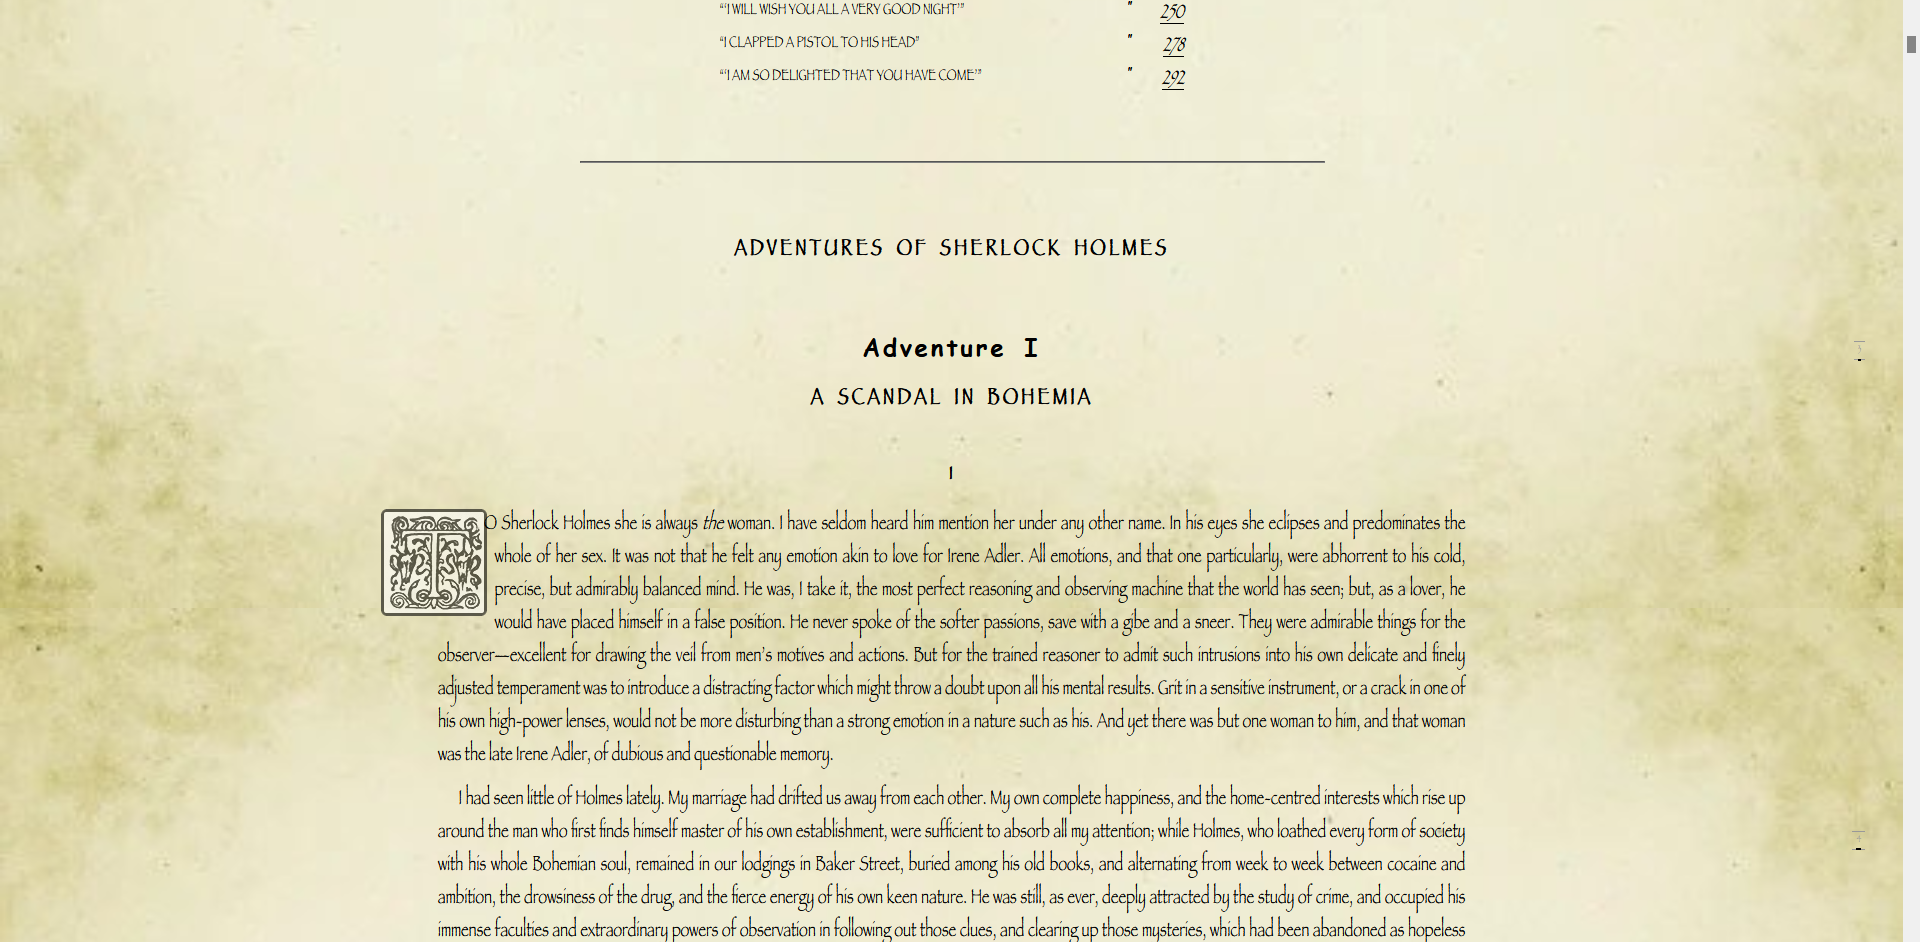 “‘I WILL WISH YOU ALL A VERY GOOD NIGHT’” " 250
“I CLAPPED A PISTOL TO HIS HEAD” " 278
“‘I AM SO DELIGHTED THAT YOU HAVE COME’” " 292
ADVENTURES OF SHERLOCK HOLMES
Adventure I
A SCANDAL IN BOHEMIA
I
TO Sherlock Holmes she is always the woman. I have seldom heard him mention her under any other name. In his eyes she eclipses and predominates the
whole of her sex. It was not that he felt any emotion akin to love for Irene Adler. All emotions, and that one particularly, were abhorrent to his cold,
precise, but admirably balanced mind. He was, I take it, the most perfect reasoning and observing machine that the world has seen; but, as a lover, he
would have placed himself in a false position. He never spoke of the softer passions, save with a gibe and a sneer. They were admirable things for the
observer—excellent for drawing the veil from men’s motives and actions. But for the trained reasoner to admit such intrusions into his own delicate and finely
adjusted temperament was to introduce a distracting factor which might throw a doubt upon all his mental results. Grit in a sensitive instrument, or a crack in one of
his own high-power lenses, would not be more disturbing than a strong emotion in a nature such as his. And yet there was but one woman to him, and that woman
was the late Irene Adler, of dubious and questionable memory.
I had seen little of Holmes lately. My marriage had drifted us away from each other. My own complete happiness, and the home-centred interests which rise up
around the man who first finds himself master of his own establishment, were sufficient to absorb all my attention; while Holmes, who loathed every form of society
with his whole Bohemian soul, remained in our lodgings in Baker Street, buried among his old books, and alternating from week to week between cocaine and
ambition, the drowsiness of the drug, and the fierce energy of his own keen nature. He was still, as ever, deeply attracted by the study of crime, and occupied his
immense faculties and extraordinary powers of observation in following out those clues, and clearing up those mysteries, which had been abandoned as hopeless